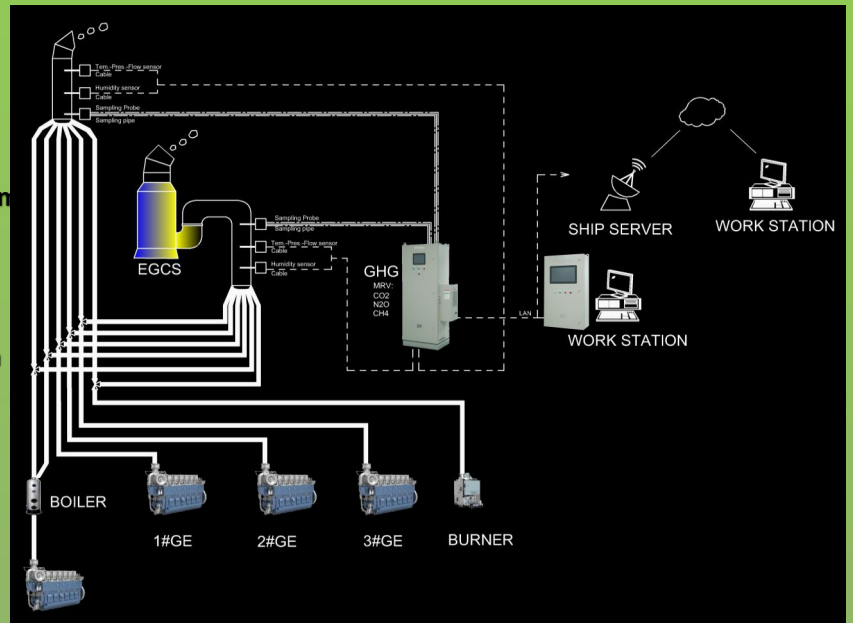 Tem.-Pres.-Flow sensor
Cable
Humidity sensor
Cable
Sampling Probe
Sampling pipe
EGCS
Sampling Probe
Sampling pipe
Tem.-Pres.-Flow sensor
Cable
Humidity sensor
Cable
GHG
MRV:
CO2
N2O
CH4
LAN
SHIP SERVER
WORK STATION
WORK STATION
BOILER
1#GE
2#GE
3#GE
BURNER